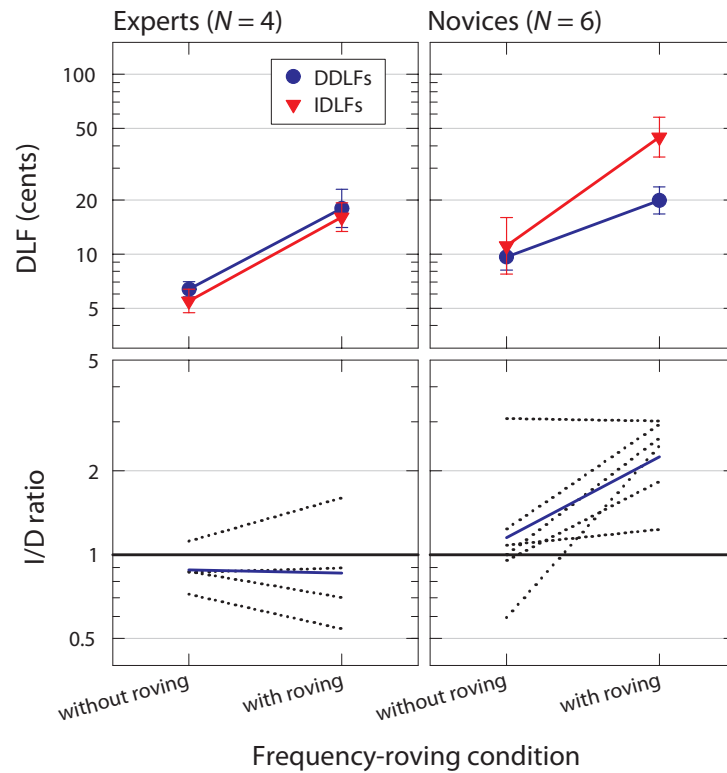 Experts (N = 4)
Novices (N = 6)
DLF (cents)
100
50
20
10
5
DDLFs
IDLFs
I/D ratio
5
2
1
0.5
without roving
with roving
without roving
with roving
Frequency-roving condition